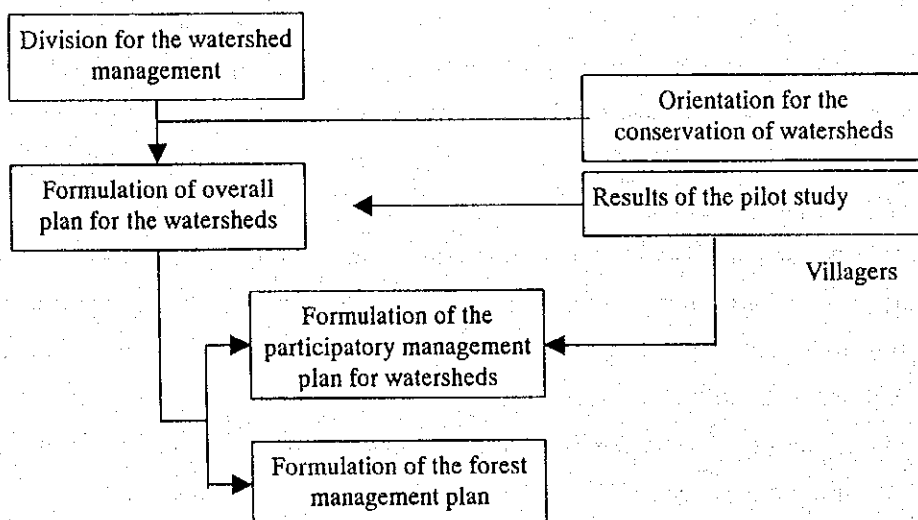 Division for the watershed
management
Orientation for the
conservation of watersheds
Formulation of overall
plan for the watersheds
Results of the pilot study
Villagers
Formulation of the
participatory management
plan for watersheds
Formulation of the forest
management plan